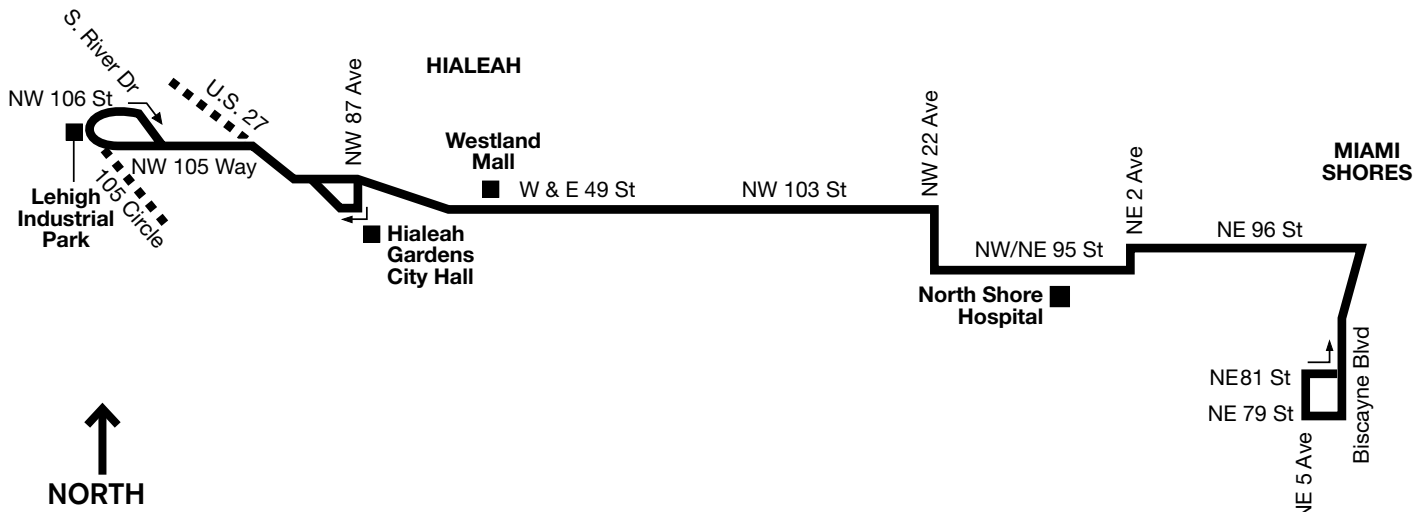 S. River Dr
NW 106 St
U.S. 27
NW 105 Way
105 Circle
Lehigh
Industrial
Park
NW 87 Ave
HIALEAH
Hialeah
Gardens
City Hall
Westland
Mall
W & E 49 St
NW 103 St
NW 22 Ave
NW/NE 95 St
North Shore
Hospital
NE 2 Ave
NE 96 St
MIAMI
SHORES
NE81 St
NE 79 St
Biscayne Blvd
NE 5 Ave
NORTH